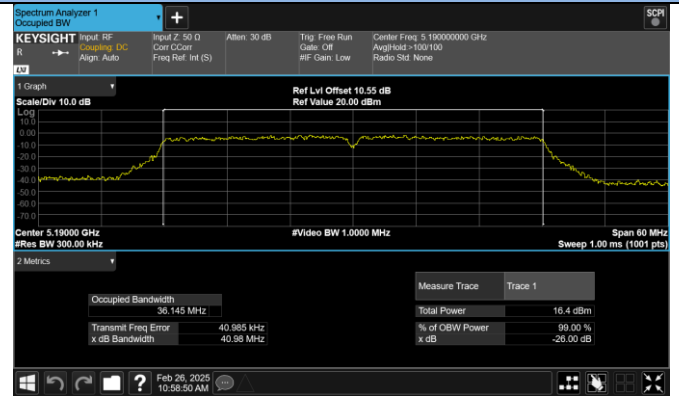 Spectrum Analyzer 1
Occupied BW
+
SCPI
KEYSIGHT Input: RF Input Z: 50 Ω Atten: 30 dB Trig: Free Run Center Freq: 5.190000000 GHz
R Coupling: DC Corr CCorr Gate: Off Avg|Hold:>100/100
Align: Auto Freq Ref: Int (S) #IF Gain: Low Radio Std: None
LXI
1 Graph
Ref Lvl Offset 10.55 dB
Scale/Div 10.0 dB Ref Value 20.00 dBm
Log
10.0
0.00
-10.0
-20.0
-30.0
-40.0
-50.0
-60.0
-70.0
Center 5.19000 GHz #Video BW 1.0000 MHz Span 60 MHz
#Res BW 300.00 kHz Sweep 1.00 ms (1001 pts)
2 Metrics
Measure Trace Trace 1
Occupied Bandwidth
36.145 MHz
Total Power 16.4 dBm
Transmit Freq Error 40.985 kHz % of OBW Power 99.00 %
x dB Bandwidth 40.98 MHz x dB -26.00 dB
? Feb 26, 2025
10:58:50 AM